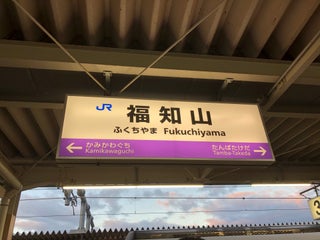 JR 福知山
ふくちやま Fukuchiyama
かみかわぐち
Kamikawaguchi
たんばたけだ
Tamba-Takeda
3